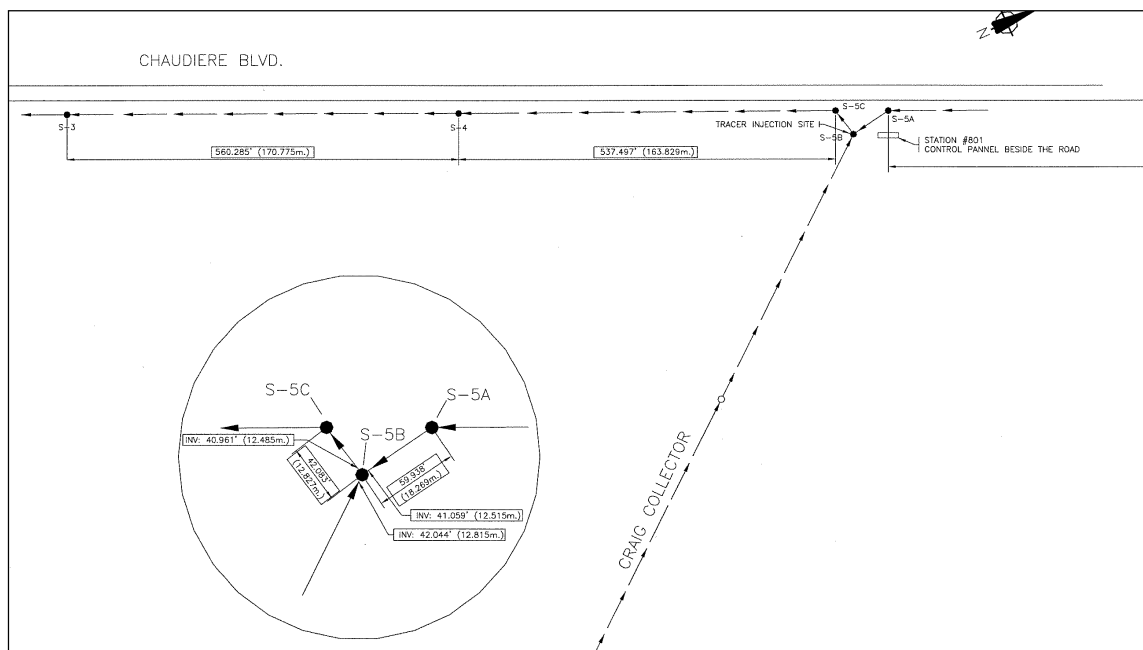 N
CHAUDIERE BLVD.
S-3
S-4
S-5C
S-5A
TRACER INJECTION SITE
S-5B
560.285' (170.775m.)
537.497' (163.829m.)
STATION #801
CONTROL PANNEL BESIDE THE ROAD
S-5C
S-5A
S-5B
INV: 40.961' (12.485m.)
42.083'
(12.827m.)
59.938'
(18.269m.)
INV: 41.059' (12.515m.)
INV: 42.044' (12.815m.)
CRAIG COLLECTOR